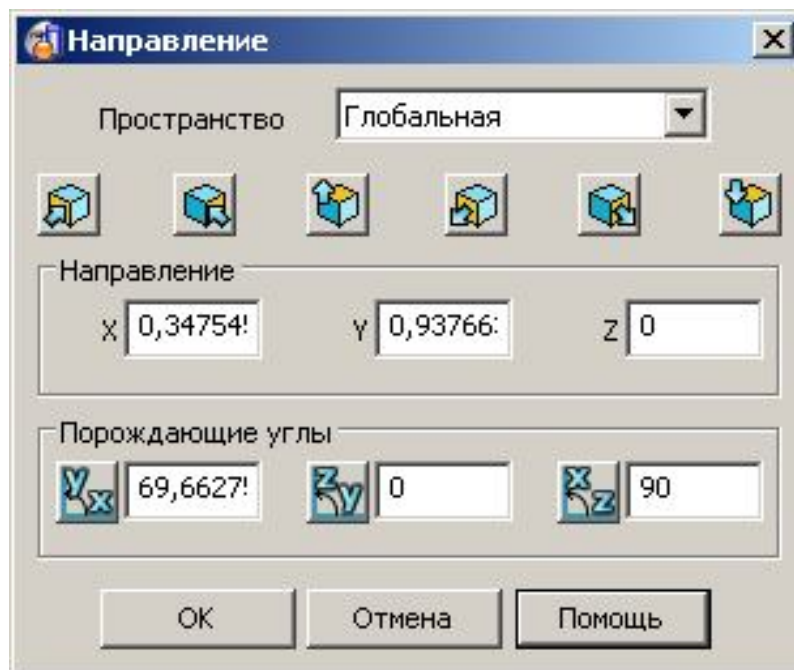 Направление
Пространство Глобальная
Направление
X 0,34754 Y 0,93766 Z 0
Порождающие углы
y x 69,6627 z y 0 x z 90
OK Отмена Помощь